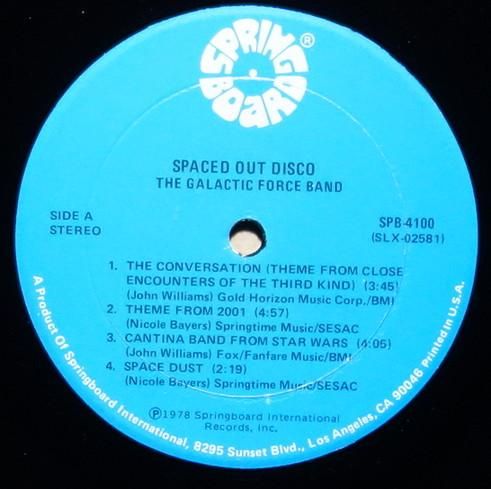 SPRING
BOARD
®
SPACED OUT DISCO
THE GALACTIC FORCE BAND
SIDE A
STEREO
SPB-4100
(SLX-02581)
1. THE CONVERSATION (THEME FROM CLOSE
ENCOUNTERS OF THE THIRD KIND) (3:45)
(John Williams) Gold Horizon Music Corp./BMI
2. THEME FROM 2001 (4:57)
(Nicole Bayers) Springtime Music/SESAC
3. CANTINA BAND FROM STAR WARS (4:05)
(John Williams) Fox/Fanfare Music/BMI
4. SPACE DUST (2:19)
(Nicole Bayers) Springtime Music/SESAC
℗1978 Springboard International
Records, Inc.
A Product Of Springboard International, 8295 Sunset Blvd., Los Angeles, CA 90046 Printed In U.S.A.